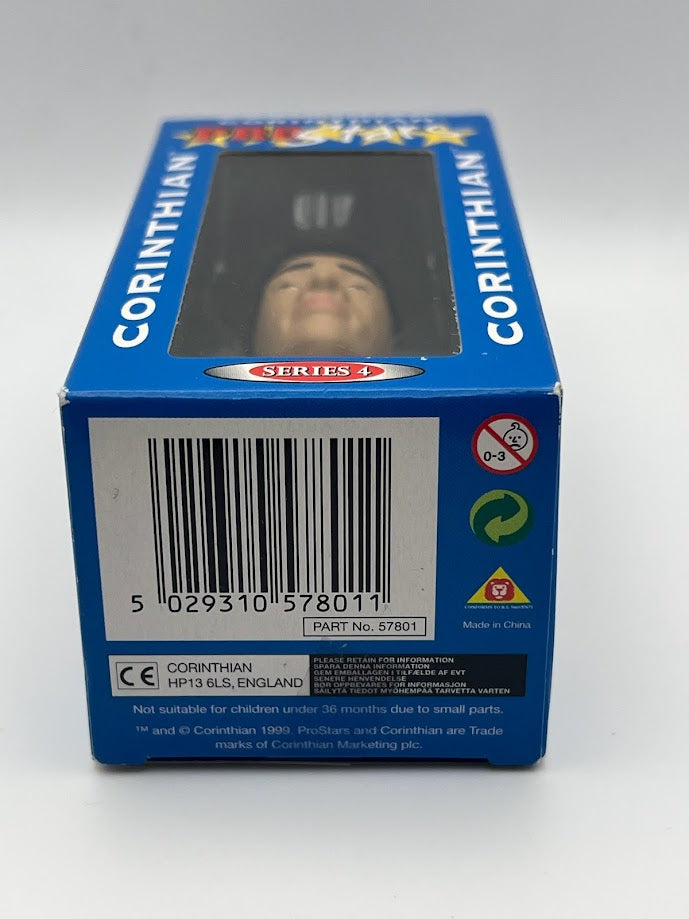 CORINTHIAN
ProStars
CORINTHIAN
CORINTHIAN
SERIES 4
0-3
5 029310 578011
PART No. 57801
Made in China
CE
CORINTHIAN
HP13 6LS, ENGLAND
PLEASE RETAIN FOR INFORMATION
SPARA DENNA INFORMATION
GEM EMBALLAGEN I TILFÆLDE AF EVT
SENERE HENVENDELSE
BØR OPPBEVARES FOR INFORMASJON
SÄILYTÄ TIEDOT MYÖHEMPÄÄ TARVETTA VARTEN
Not suitable for children under 36 months due to small parts.
™ and © Corinthian 1999. ProStars and Corinthian are Trade
marks of Corinthian Marketing plc.